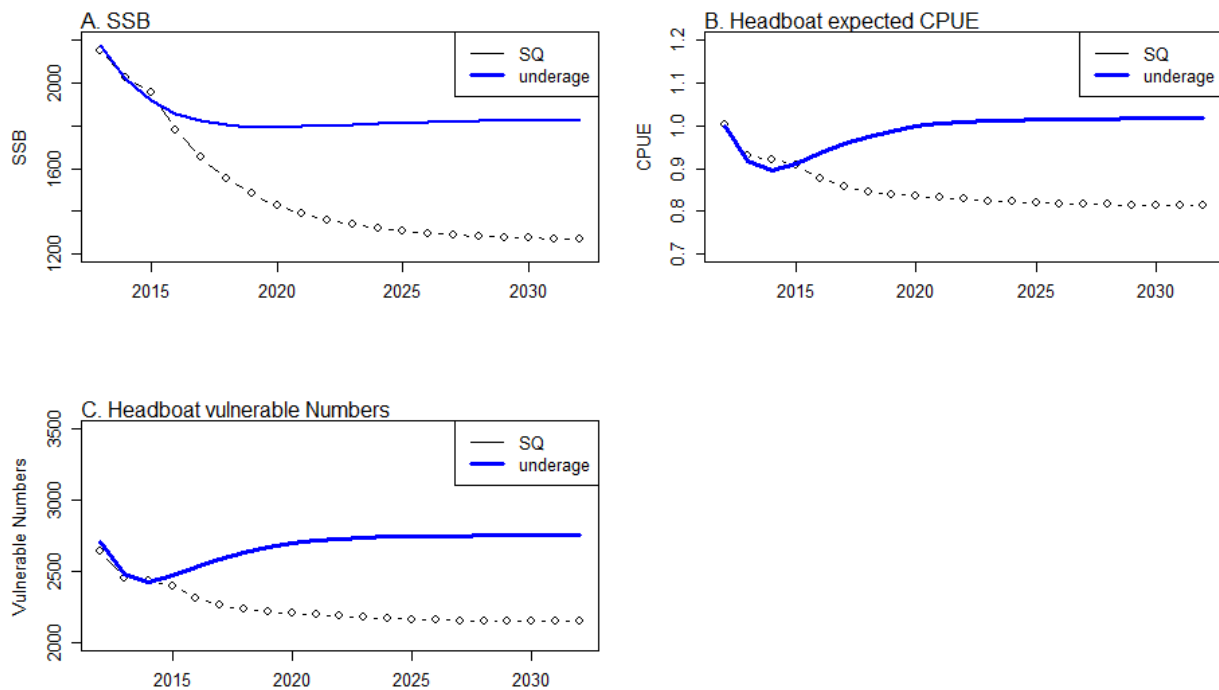 A. SSB
SSB
1200
1600
2000
2015
2020
2025
2030
SQ
underage
B. Headboat expected CPUE
CPUE
0.7
0.8
0.9
1.0
1.1
1.2
2015
2020
2025
2030
SQ
underage
C. Headboat vulnerable Numbers
Vulnerable Numbers
2000
2500
3000
3500
2015
2020
2025
2030
SQ
underage